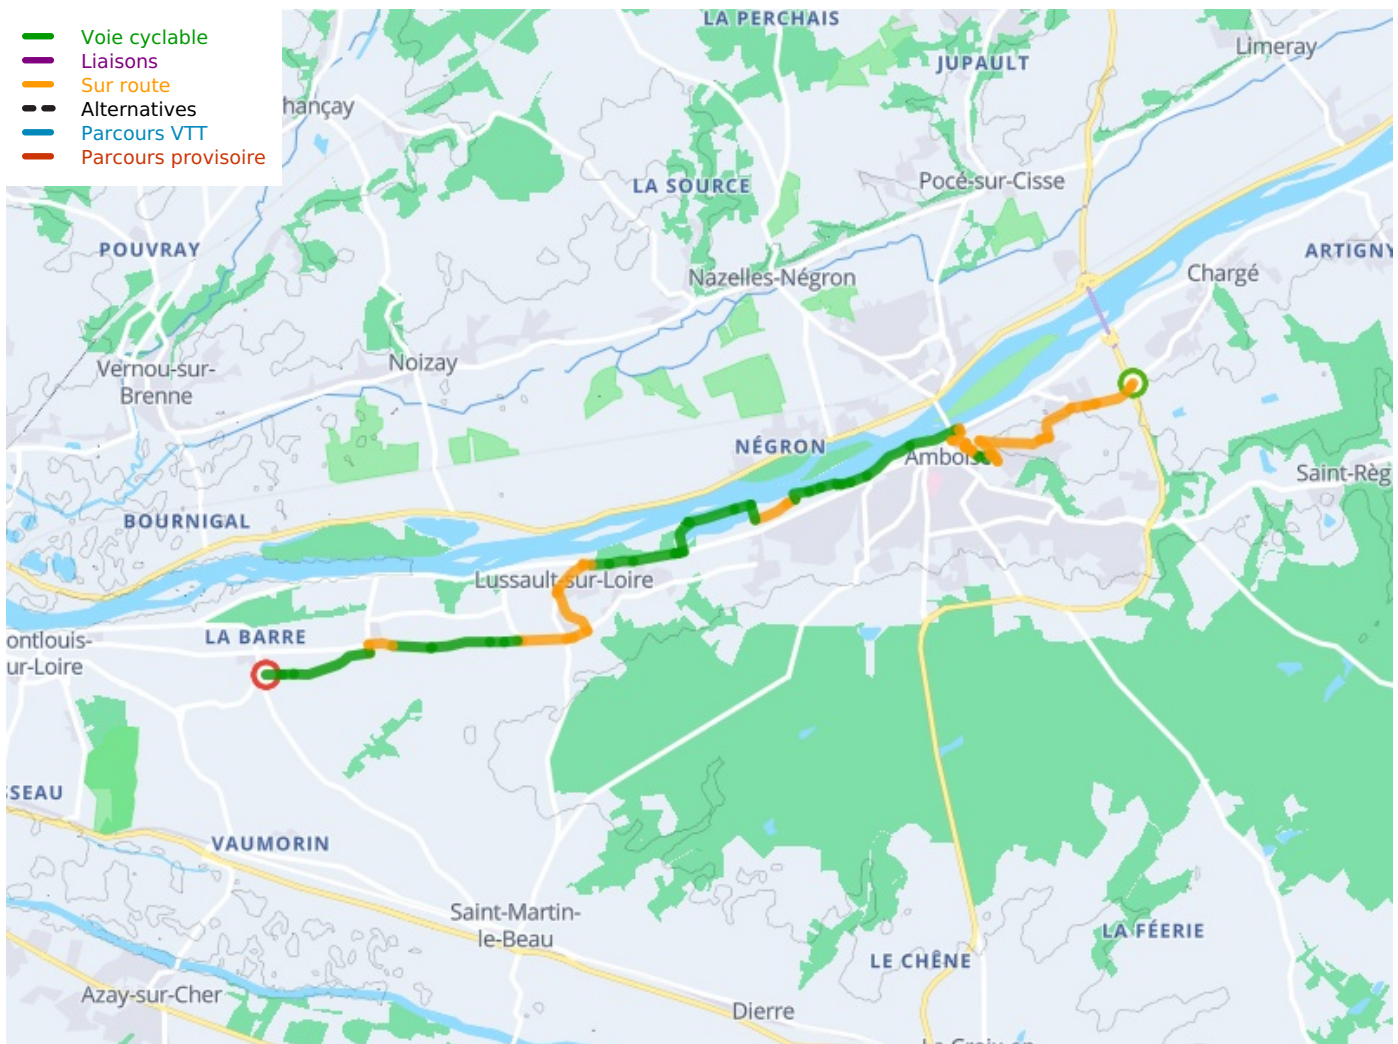 Voie cyclable
Liaisons
Sur route
Alternatives
Parcours VTT
Parcours provisoire
LA PERCHAIS
Limeray
JUPAULT
hançay
LA SOURCE
Pocé-sur-Cisse
POUVRAY
ARTIGNY
Nazelles-Négron
Chargé
Noizay
Vernou-sur-
Brenne
NÉGRON
Ambois
Saint-Règ
BOURNIGAL
Lussault-sur-Loire
LA BARRE
ontlouis-
ur-Loire
SSEAU
VAUMORIN
Saint-Martin-
le-Beau
LA FÉERIE
LE CHÊNE
Azay-sur-Cher
Dierre